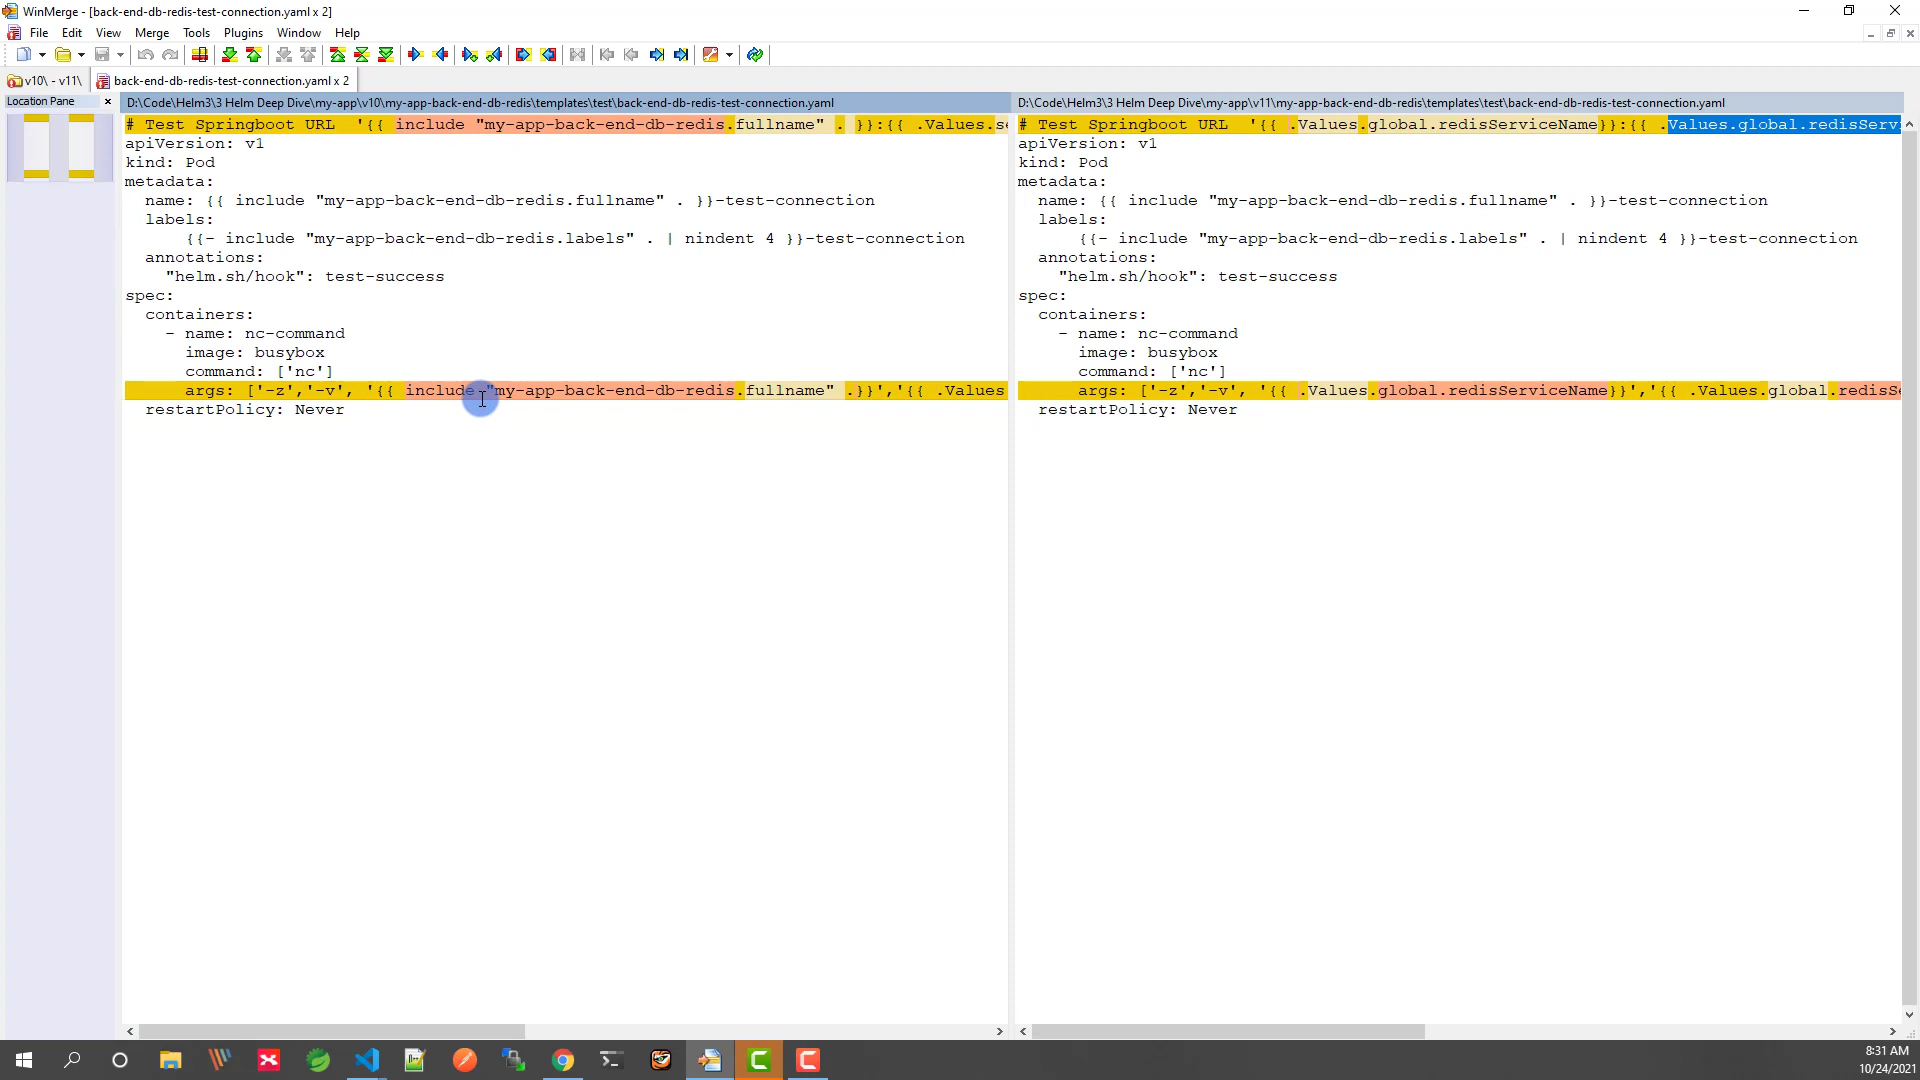 WinMerge - [back-end-db-redis-test-connection.yaml x 2]
File Edit View Merge Tools Plugins Window Help
v10\ - v11\ back-end-db-redis-test-connection.yaml x 2
Location Pane
D:\Code\Helm3\3 Helm Deep Dive\my-app\v10\my-app-back-end-db-redis\templates\test\back-end-db-redis-test-connection.yaml
# Test Springboot URL  '{{ include "my-app-back-end-db-redis.fullname" . }}:{{ .Values.se
apiVersion: v1
kind: Pod
metadata:
  name: {{ include "my-app-back-end-db-redis.fullname" . }}-test-connection
  labels:
      {{- include "my-app-back-end-db-redis.labels" . | nindent 4 }}-test-connection
  annotations:
    "helm.sh/hook": test-success
spec:
  containers:
    - name: nc-command
      image: busybox
      command: ['nc']
      args: ['-z','-v', '{{ include "my-app-back-end-db-redis.fullname" .}}','{{ .Values
  restartPolicy: Never
D:\Code\Helm3\3 Helm Deep Dive\my-app\v11\my-app-back-end-db-redis\templates\test\back-end-db-redis-test-connection.yaml
# Test Springboot URL  '{{ .Values.global.redisServiceName}}:{{ .Values.global.redisServi
apiVersion: v1
kind: Pod
metadata:
  name: {{ include "my-app-back-end-db-redis.fullname" . }}-test-connection
  labels:
      {{- include "my-app-back-end-db-redis.labels" . | nindent 4 }}-test-connection
  annotations:
    "helm.sh/hook": test-success
spec:
  containers:
    - name: nc-command
      image: busybox
      command: ['nc']
      args: ['-z','-v', '{{ .Values.global.redisServiceName}}','{{ .Values.global.redisSe
  restartPolicy: Never
8:31 AM
10/24/2021